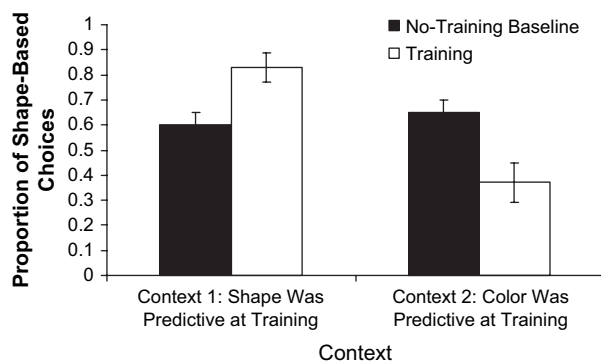 Proportion of Shape-Based
Choices
No-Training Baseline
Training
1
0.9
0.8
0.7
0.6
0.5
0.4
0.3
0.2
0.1
0
Context 1: Shape Was
Predictive at Training
Context 2: Color Was
Predictive at Training
Context